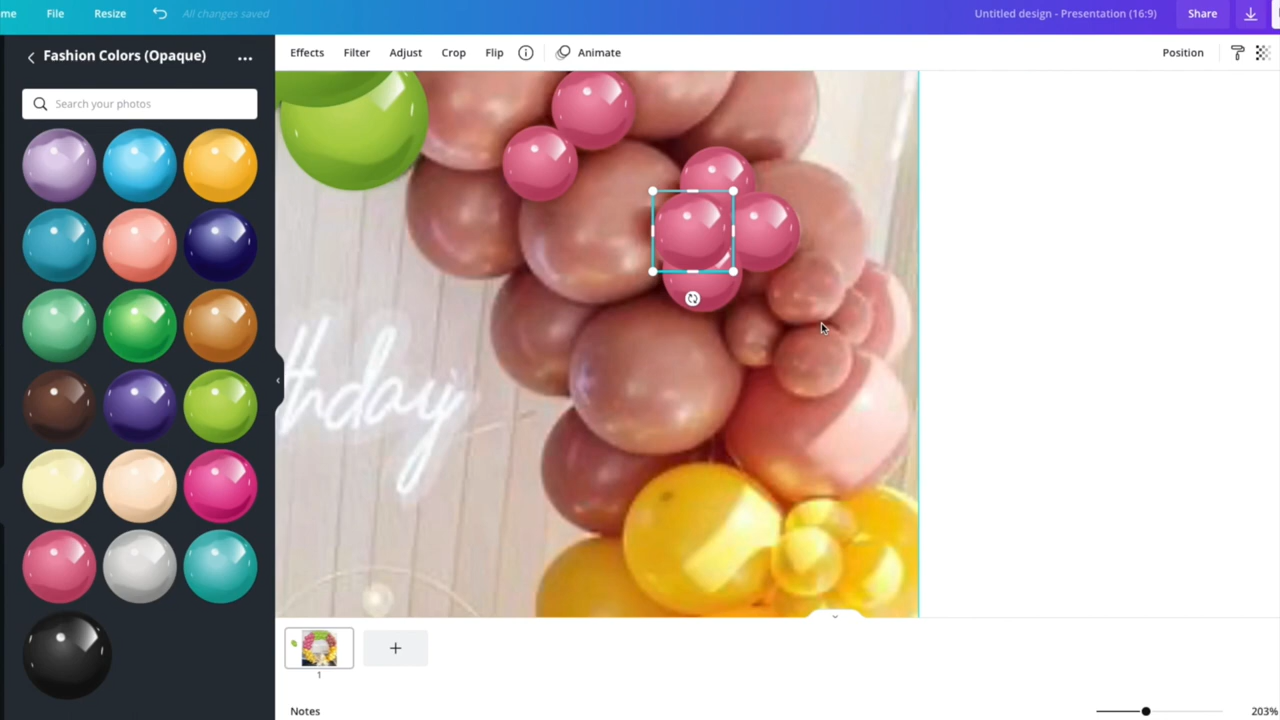 me File Resize All changes saved Untitled design - Presentation (16:9) Share
Fashion Colors (Opaque) ...
Effects Filter Adjust Crop Flip Animate Position
Search your photos
thday
1
Notes 203%